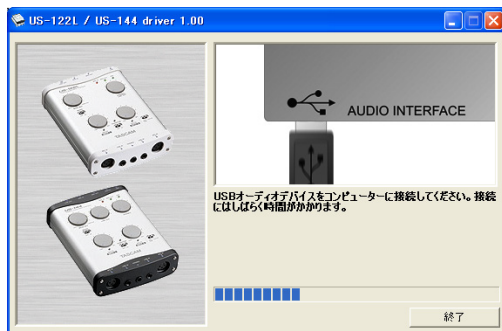 US-122L / US-144 driver 1.00
AUDIO INTERFACE
TASCAM
TASCAM
USBオーディオデバイスをコンピューターに接続してください。接続
にはしばらく時間がかかります。
終了